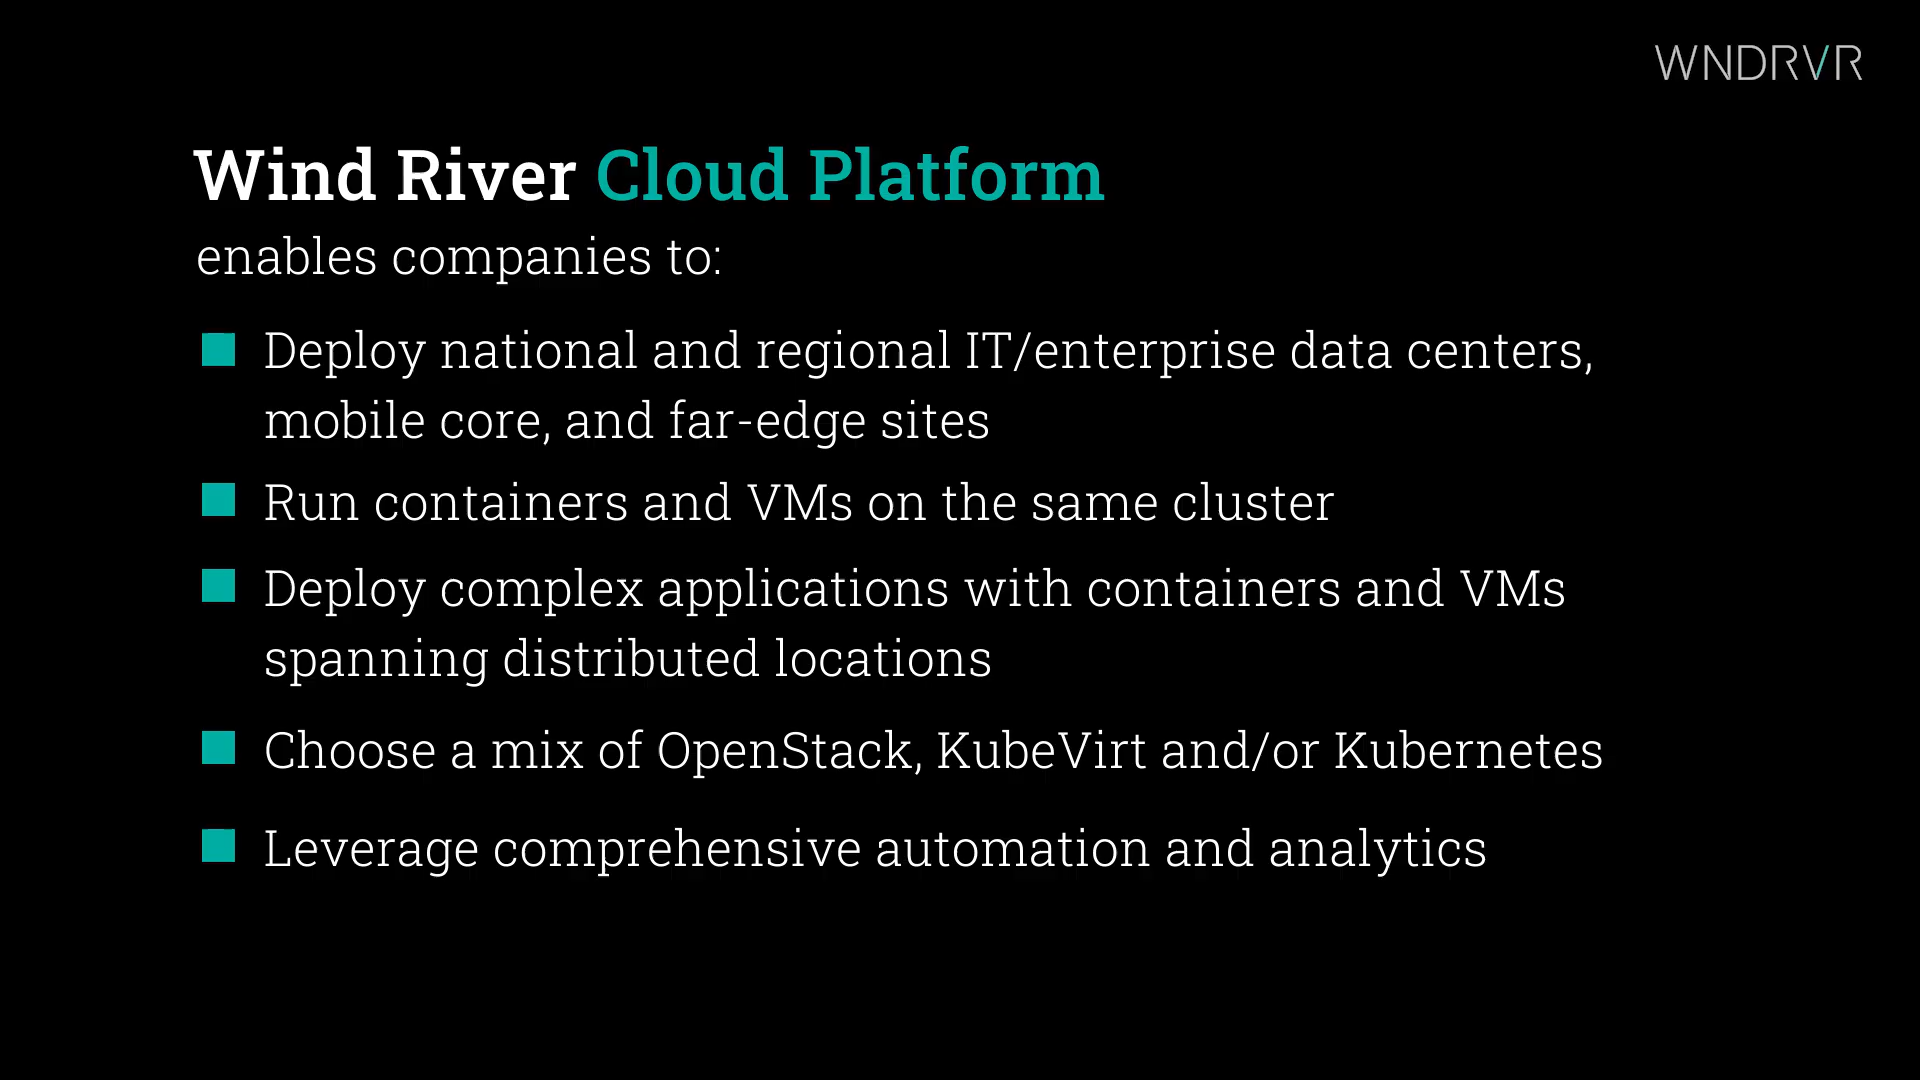 WNDRVR
Wind River Cloud Platform
enables companies to:
Deploy national and regional IT/enterprise data centers,
mobile core, and far-edge sites
Run containers and VMs on the same cluster
Deploy complex applications with containers and VMs
spanning distributed locations
Choose a mix of OpenStack, KubeVirt and/or Kubernetes
Leverage comprehensive automation and analytics